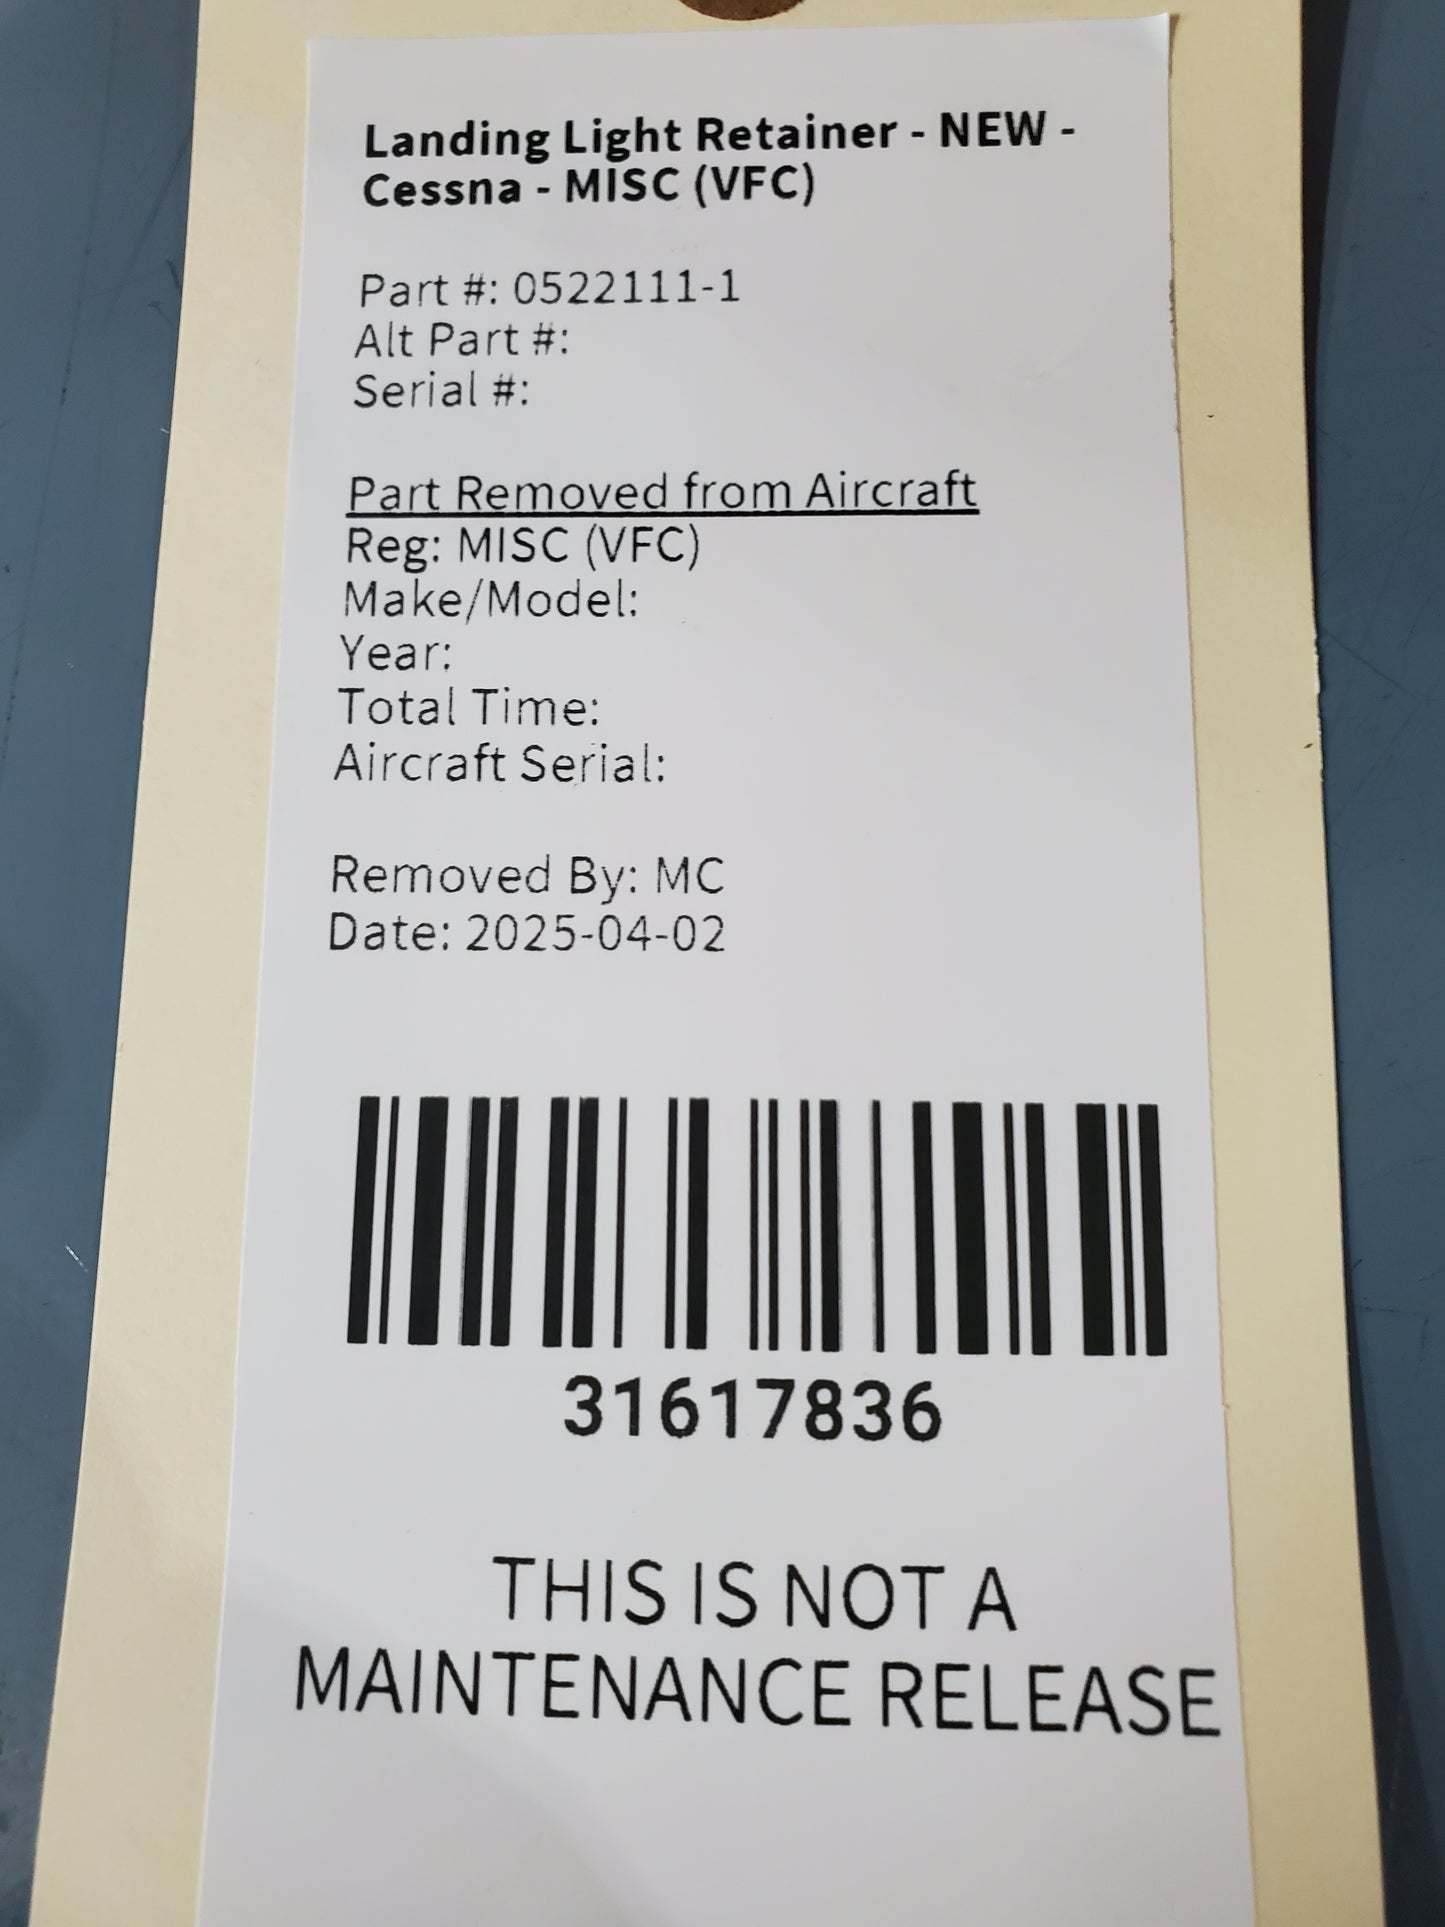 Landing Light Retainer - NEW -
Cessna - MISC (VFC)
Part #: 0522111-1
Alt Part #:
Serial #:
Part Removed from Aircraft
Reg: MISC (VFC)
Make/Model:
Year:
Total Time:
Aircraft Serial:
Removed By: MC
Date: 2025-04-02
31617836
THIS IS NOT A
MAINTENANCE RELEASE